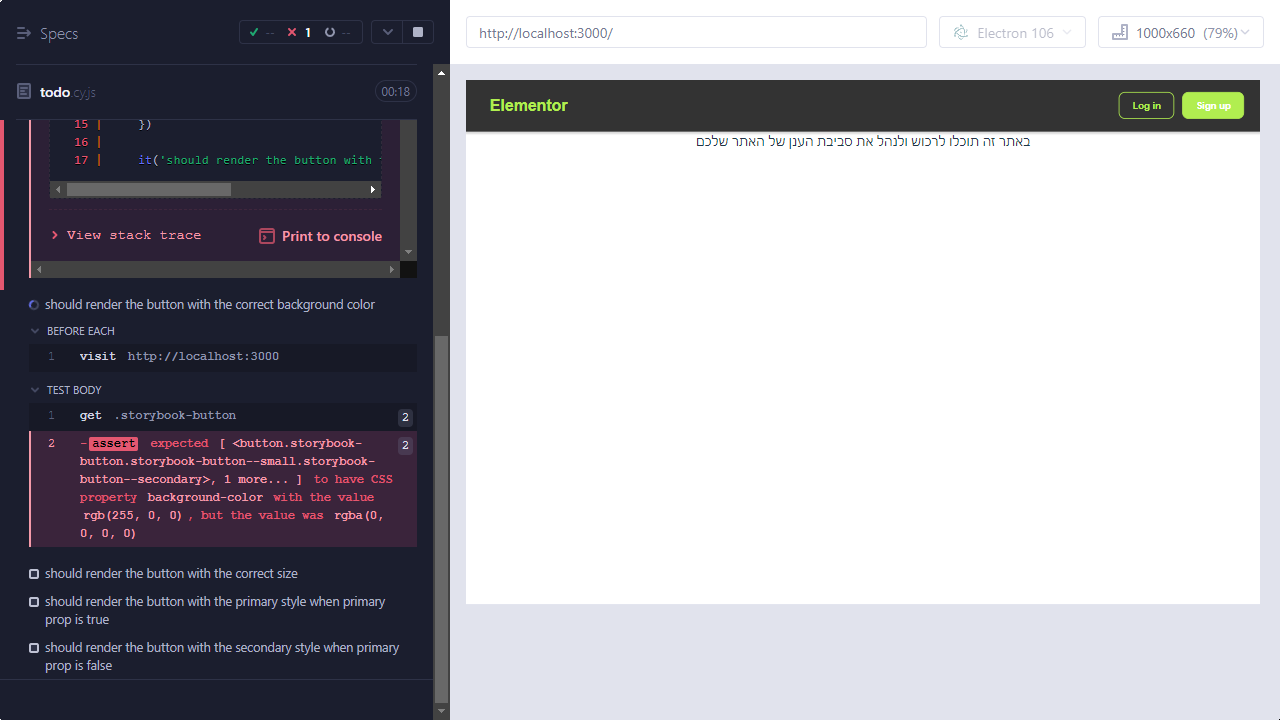 Specs
-- 1 --
todo.cy.js
00:18
15 | })
16 |
17 | it('should render the button with
View stack trace
Print to console
should render the button with the correct background color
BEFORE EACH
1 visit http://localhost:3000
TEST BODY
1 get .storybook-button 2
2 -assert expected [ <button.storybook-
button.storybook-button--small.storybook-
button--secondary>, 1 more... ] to have CSS
property background-color with the value
rgb(255, 0, 0), but the value was rgba(0,
0, 0, 0)
2
should render the button with the correct size
should render the button with the primary style when primary
prop is true
should render the button with the secondary style when primary
prop is false
http://localhost:3000/
Electron 106
1000x660 (79%)
Elementor
Log in
Sign up
באתר זה תוכלו לרכוש ולנהל את סביבת הענן של האתר שלכם